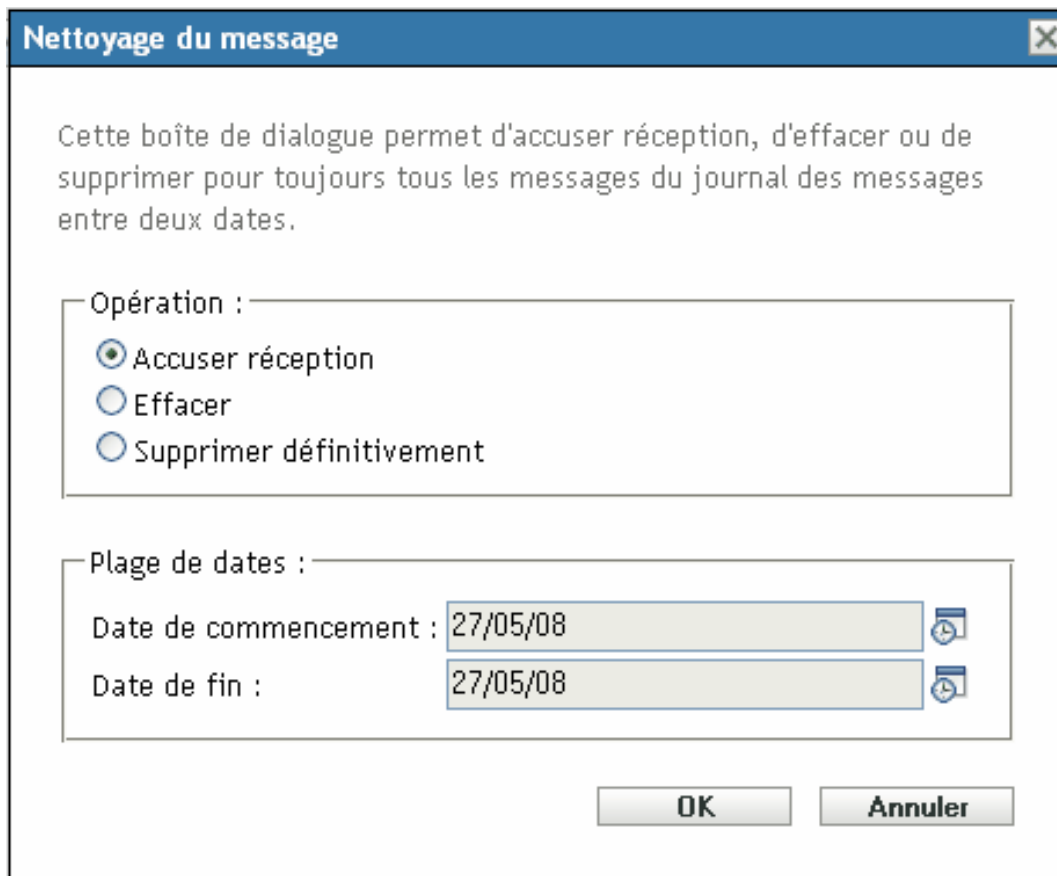 Nettoyage du message
Cette boîte de dialogue permet d'accuser réception, d'effacer ou de
supprimer pour toujours tous les messages du journal des messages
entre deux dates.
Opération :
Accuser réception
Effacer
Supprimer définitivement
Plage de dates :
Date de commencement : 27/05/08
Date de fin : 27/05/08
OK Annuler